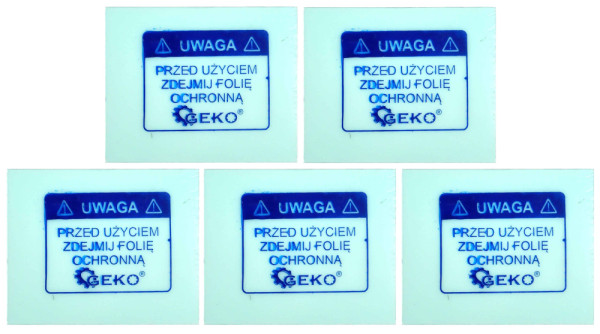 UWAGA
PRZED UŻYCIEM
ZDEJMIJ FOLIĘ
OCHRONNĄ
GEKO®
UWAGA
PRZED UŻYCIEM
ZDEJMIJ FOLIĘ
OCHRONNĄ
GEKO®
UWAGA
PRZED UŻYCIEM
ZDEJMIJ FOLIĘ
OCHRONNĄ
GEKO®
UWAGA
PRZED UŻYCIEM
ZDEJMIJ FOLIĘ
OCHRONNĄ
GEKO®
UWAGA
PRZED UŻYCIEM
ZDEJMIJ FOLIĘ
OCHRONNĄ
GEKO®